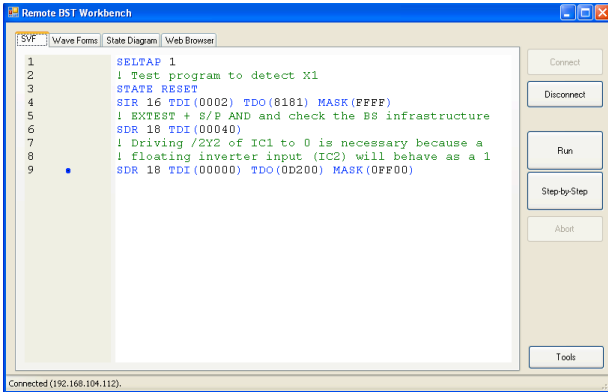 Remote BST Workbench
SVF Wave Forms State Diagram Web Browser
1 SELTAP 1
2 ! Test program to detect X1
3 STATE RESET
4 SIR 16 TDI(0002) TDO(8181) MASK(FFFF)
5 ! EXTEST + S/P AND and check the BS infrastructure
6 SDR 18 TDI(00040)
7 ! Driving /2Y2 of IC1 to 0 is necessary because a
8 ! floating inverter input (IC2) will behave as a 1
9 SDR 18 TDI(00000) TDO(0D200) MASK(0FF00)
Connect
Disconnect
Run
Step-by-Step
Abort
Tools
Connected (192.168.104.112).